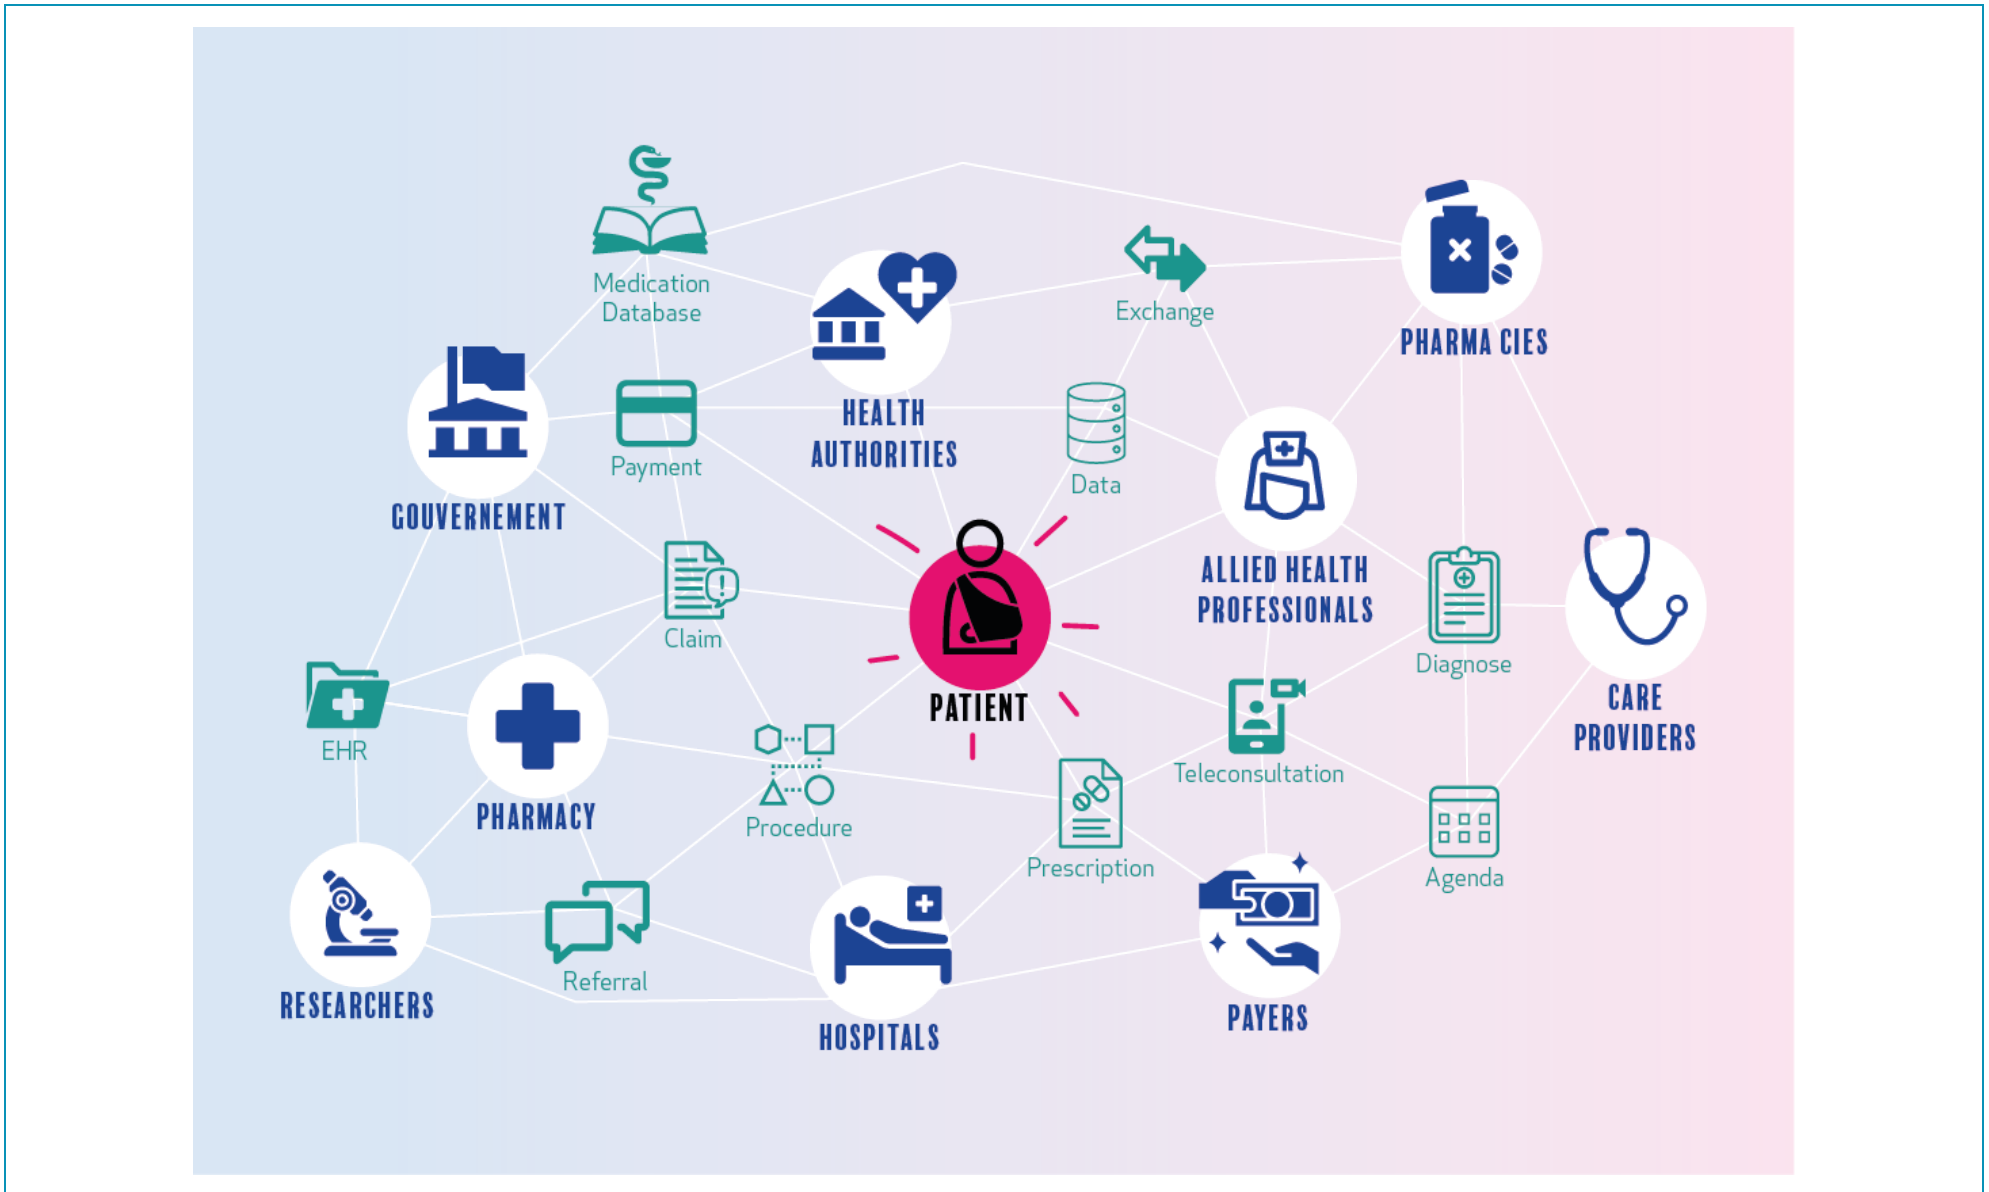 Medication
Database
Exchange
PHARMA CIES
HEALTH
AUTHORITIES
Payment
Data
GOUVERNEMENT
ALLIED HEALTH
PROFESSIONALS
Claim
Diagnose
PATIENT
CARE
PROVIDERS
EHR
Teleconsultation
PHARMACY
Procedure
Prescription
Agenda
Referral
RESEARCHERS
HOSPITALS
PAYERS